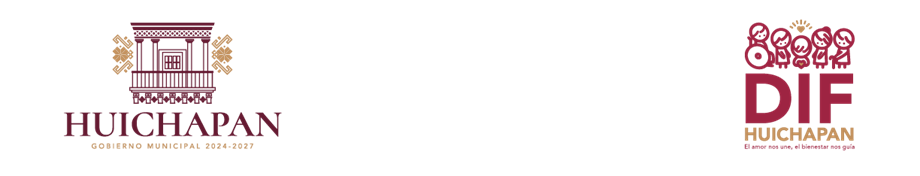 HUICHAPAN
GOBIERNO MUNICIPAL 2024-2027
DIF
HUICHAPAN
El amor nos une, el bienestar nos guía